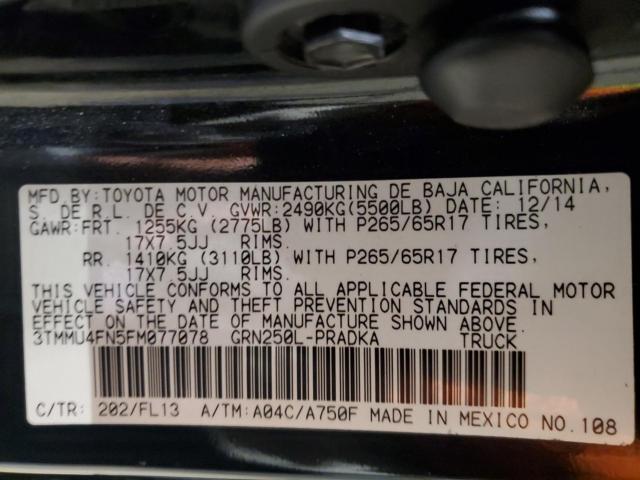 MFD.BY:TOYOTA MOTOR MANUFACTURING DE BAJA CALIFORNIA,
S. DE R.L. DE C.V. GVWR:2490KG(5500LB) DATE: 12/14
GAWR:FRT. 1255KG (2775LB) WITH P265/65R17 TIRES,
17X7.5JJ RIMS.
RR. 1410KG (3110LB) WITH P265/65R17 TIRES,
17X7.5JJ RIMS.
THIS VEHICLE CONFORMS TO ALL APPLICABLE FEDERAL MOTOR
VEHICLE SAFETY AND THEFT PREVENTION STANDARDS IN
EFFECT ON THE DATE OF MANUFACTURE SHOWN ABOVE.
3TMMU4FN5FM077078 GRN250L-PRADKA TRUCK
C/TR: 202/FL13 A/TM:A04C/A750F MADE IN MEXICO NO.108